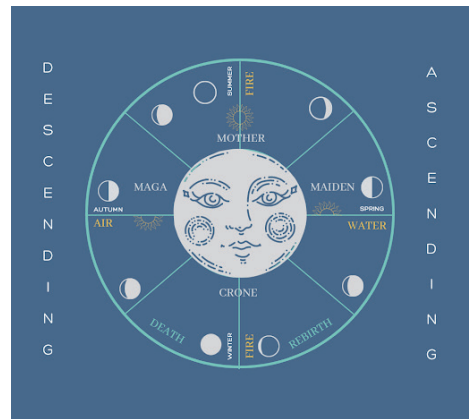 DESCENDING
ASCENDING
SUMMER
FIRE
MOTHER
MAGA
MAIDEN
AUTUMN
SPRING
AIR
WATER
CRONE
DEATH
WINTER
FIRE
REBIRTH